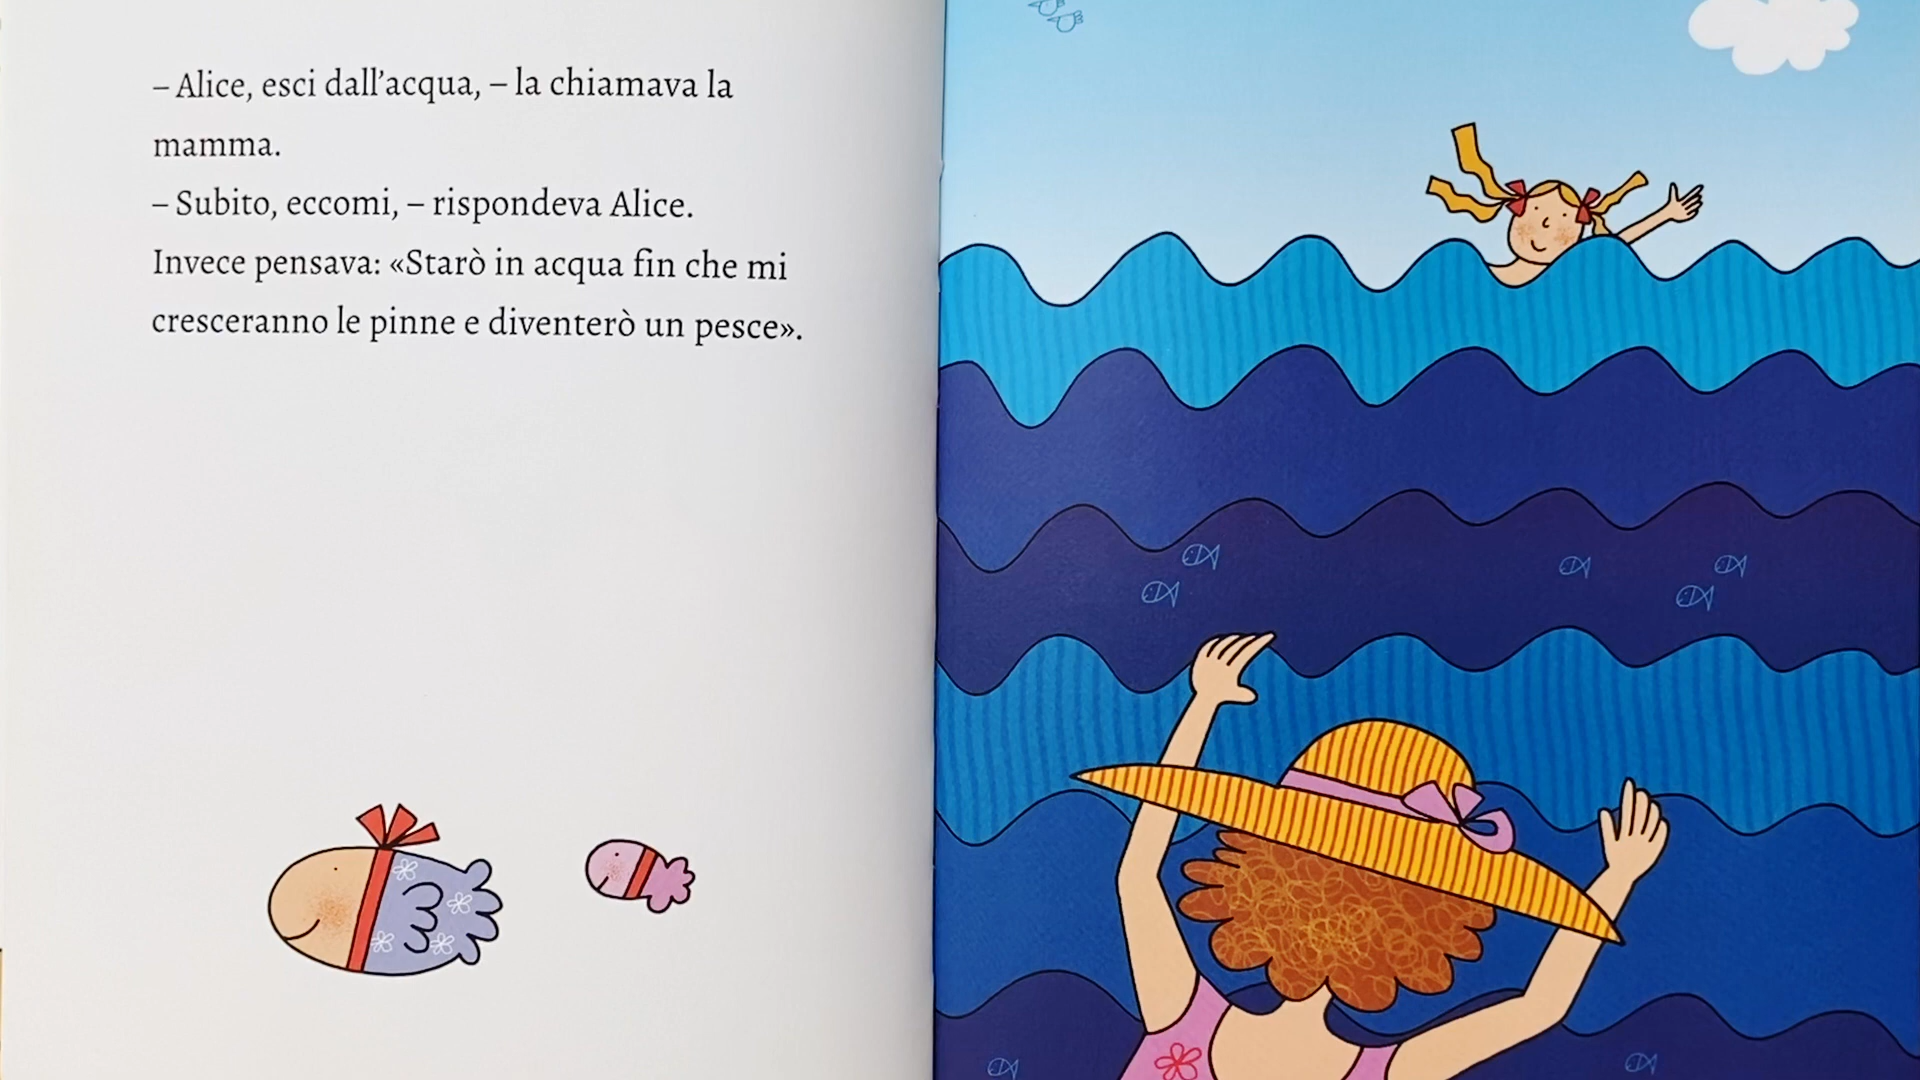 – Alice, esci dall’acqua, – la chiamava la
mamma.
– Subito, eccomi, – rispondeva Alice.
Invece pensava: «Starò in acqua fin che mi
cresceranno le pinne e diventerò un pesce».